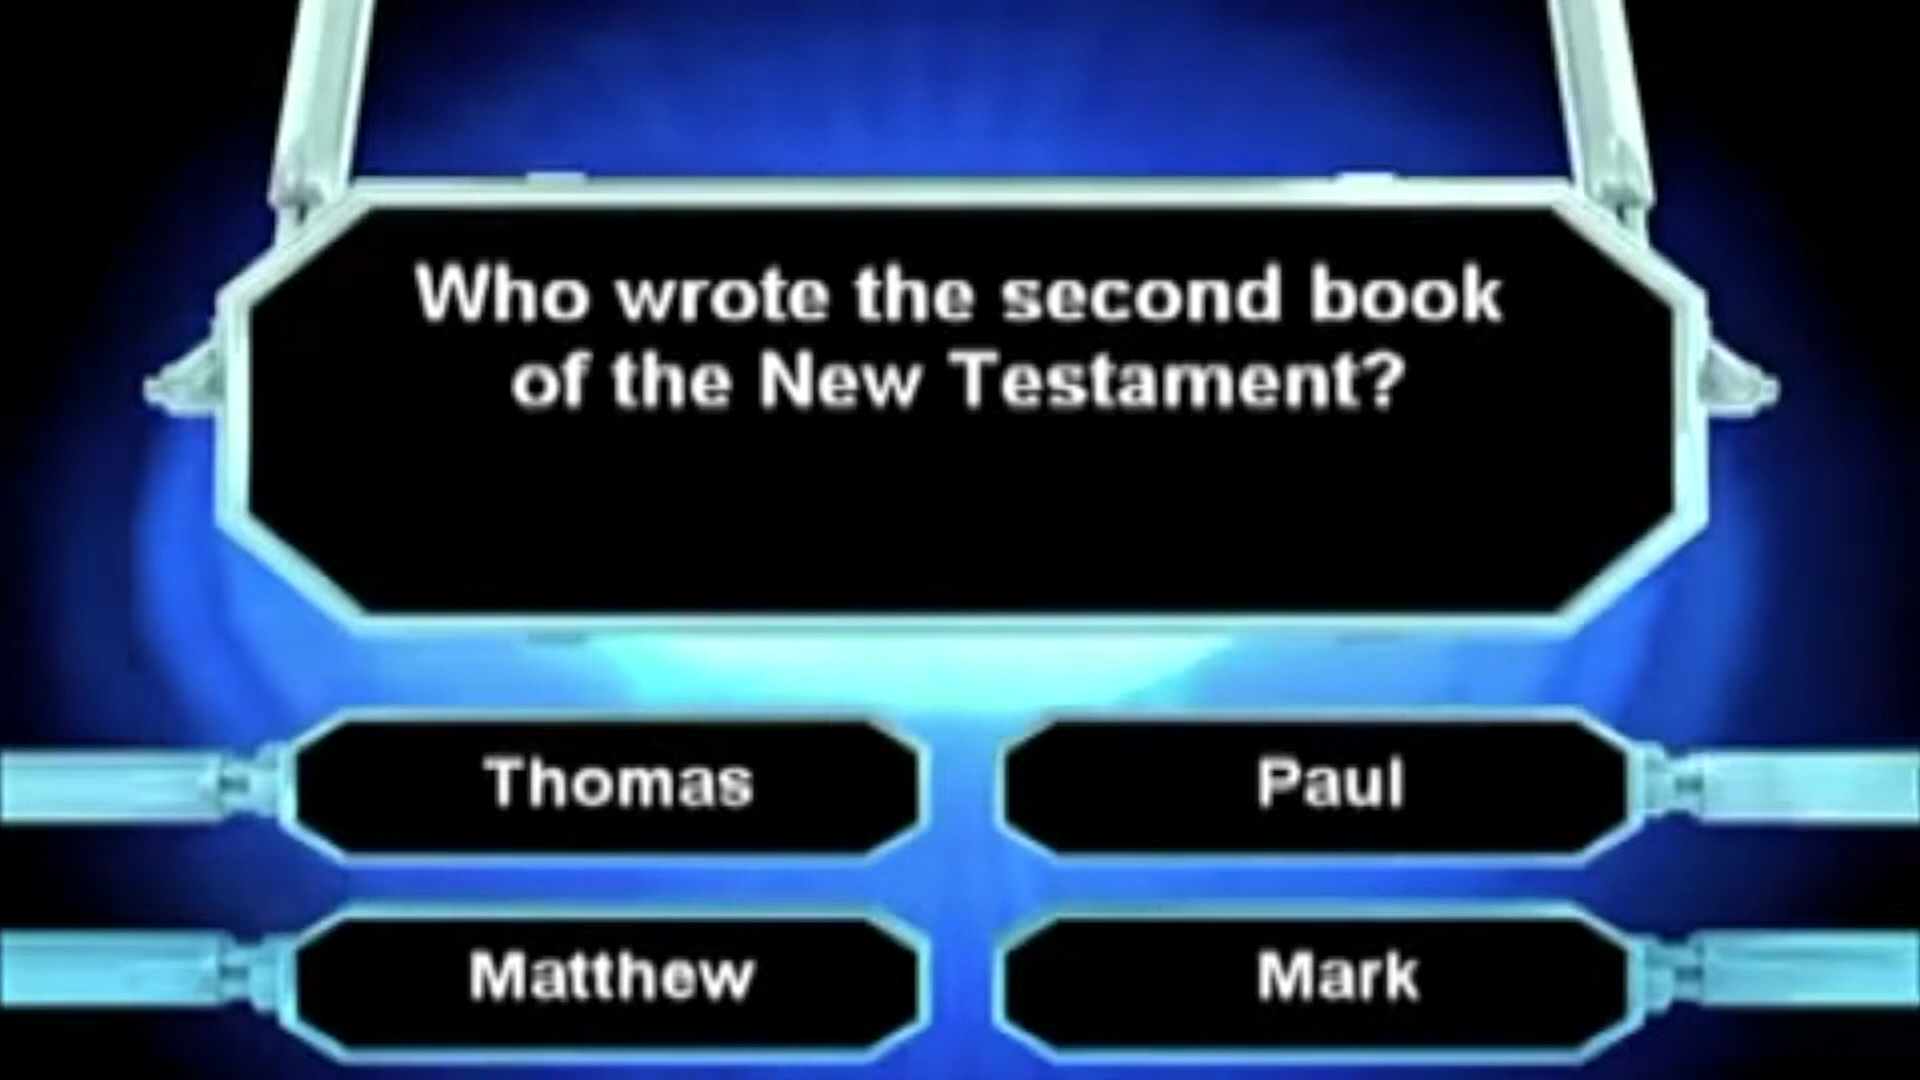 Who wrote the second book
of the New Testament?
Thomas
Paul
Matthew
Mark